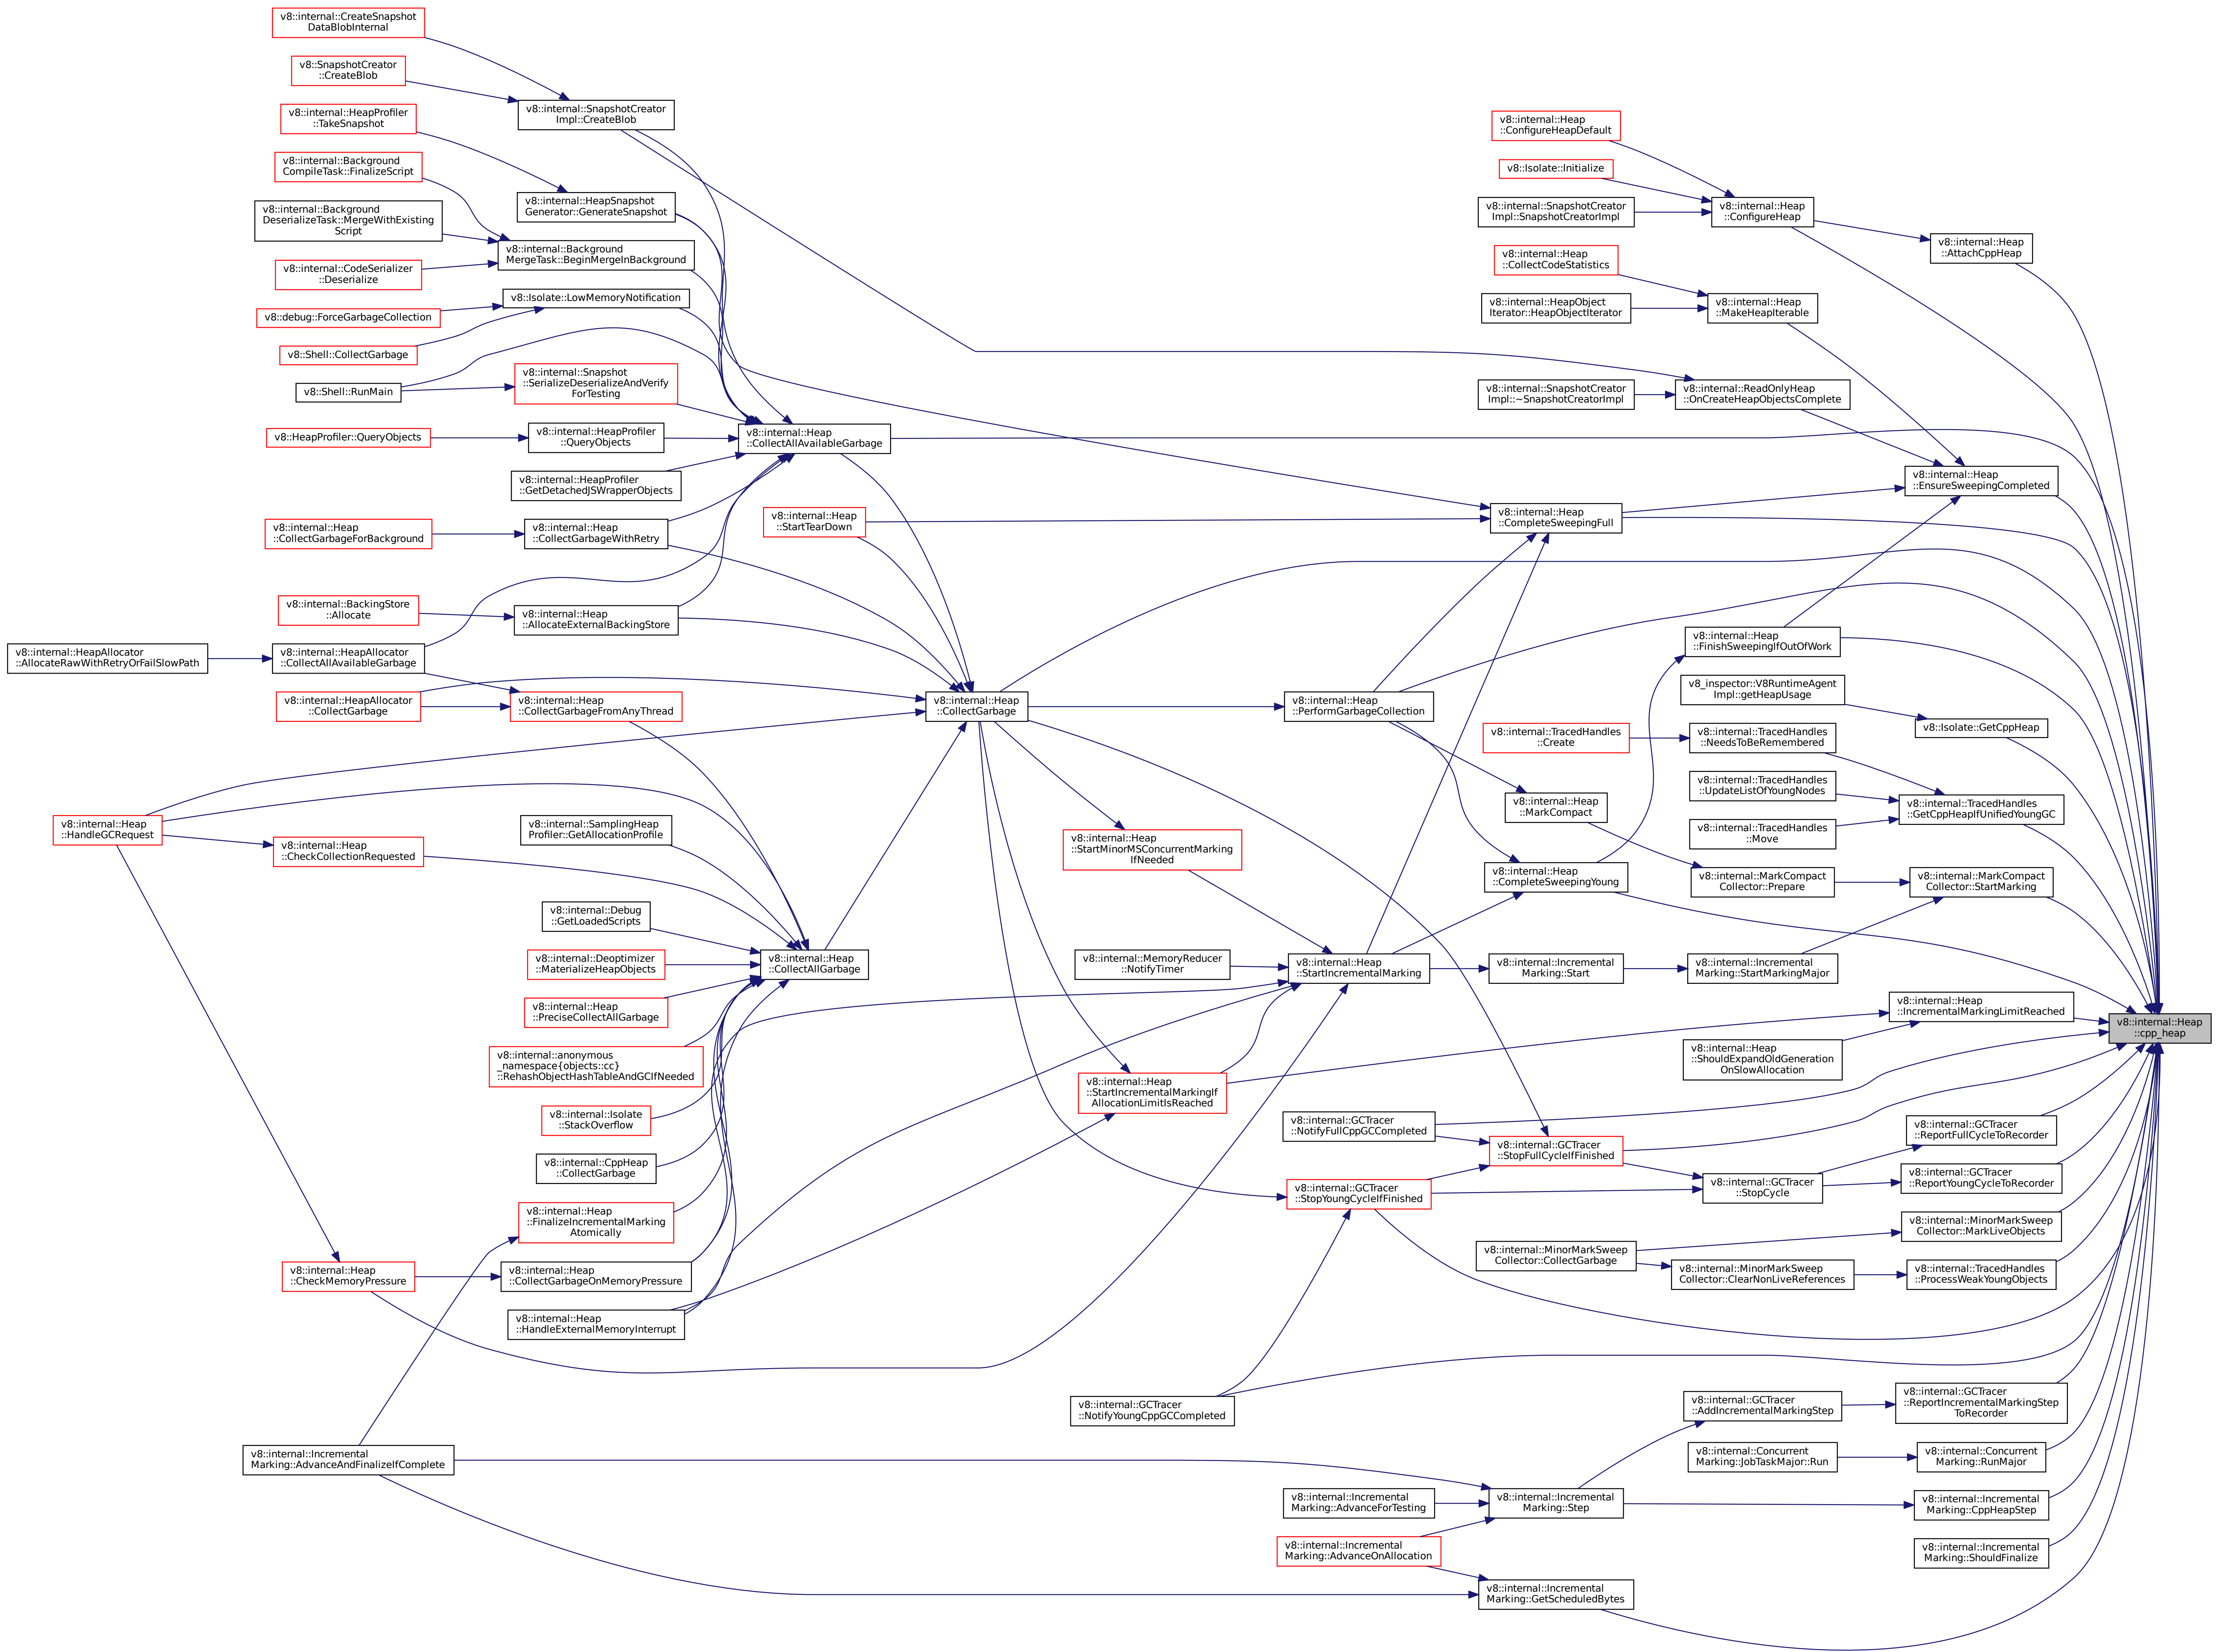 v8::internal::CreateSnapshot
DataBlobInternal
v8::SnapshotCreator
::CreateBlob
v8::internal::HeapProfiler
::TakeSnapshot
v8::internal::Background
CompileTask::FinalizeScript
v8::internal::Background
DeserializeTask::MergeWithExisting
Script
v8::internal::CodeSerializer
::Deserialize
v8::debug::ForceGarbageCollection
v8::Shell::CollectGarbage
v8::Shell::RunMain
v8::HeapProfiler::QueryObjects
v8::internal::Heap
::CollectGarbageForBackground
v8::internal::BackingStore
::Allocate
v8::internal::HeapAllocator
::AllocateRawWithRetryOrFailSlowPath
v8::internal::HeapAllocator
::CollectAllAvailableGarbage
v8::internal::HeapAllocator
::CollectGarbage
v8::internal::Heap
::HandleGCRequest
v8::internal::Heap
::CheckCollectionRequested
v8::internal::Heap
::CheckMemoryPressure
v8::internal::Incremental
Marking::AdvanceAndFinalizeIfComplete
v8::internal::SnapshotCreator
Impl::CreateBlob
v8::internal::HeapSnapshot
Generator::GenerateSnapshot
v8::internal::Background
MergeTask::BeginMergeInBackground
v8::Isolate::LowMemoryNotification
v8::internal::Snapshot
::SerializeDeserializeAndVerify
ForTesting
v8::internal::HeapProfiler
::QueryObjects
v8::internal::HeapProfiler
::GetDetachedJSWrapperObjects
v8::internal::Heap
::CollectGarbageWithRetry
v8::internal::Heap
::AllocateExternalBackingStore
v8::internal::Heap
::CollectGarbageFromAnyThread
v8::internal::SamplingHeap
Profiler::GetAllocationProfile
v8::internal::Debug
::GetLoadedScripts
v8::internal::Deoptimizer
::MaterializeHeapObjects
v8::internal::Heap
::PreciseCollectAllGarbage
v8::internal::anonymous
_namespace{objects::cc}
::RehashObjectHashTableAndGCIfNeeded
v8::internal::Isolate
::StackOverflow
v8::internal::CppHeap
::CollectGarbage
v8::internal::Heap
::FinalizeIncrementalMarking
Atomically
v8::internal::Heap
::CollectGarbageOnMemoryPressure
v8::internal::Heap
::HandleExternalMemoryInterrupt
v8::internal::Heap
::CollectAllAvailableGarbage
v8::internal::Heap
::StartTearDown
v8::internal::Heap
::CollectAllGarbage
v8::internal::Heap
::CollectGarbage
v8::internal::Heap
::StartMinorMSConcurrentMarking
IfNeeded
v8::internal::MemoryReducer
::NotifyTimer
v8::internal::Heap
::StartIncrementalMarkingIf
AllocationLimitIsReached
v8::internal::GCTracer
::NotifyYoungCppGCCompleted
v8::internal::Heap
::PerformGarbageCollection
v8::internal::Heap
::StartIncrementalMarking
v8::internal::GCTracer
::NotifyFullCppGCCompleted
v8::internal::GCTracer
::StopYoungCycleIfFinished
v8::internal::Incremental
Marking::AdvanceForTesting
v8::internal::Incremental
Marking::AdvanceOnAllocation
v8::internal::Heap
::ConfigureHeapDefault
v8::Isolate::Initialize
v8::internal::SnapshotCreator
Impl::SnapshotCreatorImpl
v8::internal::Heap
::CollectCodeStatistics
v8::internal::HeapObject
Iterator::HeapObjectIterator
v8::internal::SnapshotCreator
Impl::~SnapshotCreatorImpl
v8::internal::Heap
::CompleteSweepingFull
v8::internal::TracedHandles
::Create
v8::internal::Heap
::MarkCompact
v8::internal::Heap
::CompleteSweepingYoung
v8::internal::Incremental
Marking::Start
v8::internal::GCTracer
::StopFullCycleIfFinished
v8::internal::MinorMarkSweep
Collector::CollectGarbage
v8::internal::Incremental
Marking::Step
v8::internal::Incremental
Marking::GetScheduledBytes
v8::internal::Heap
::ConfigureHeap
v8::internal::Heap
::MakeHeapIterable
v8::internal::ReadOnlyHeap
::OnCreateHeapObjectsComplete
v8::internal::Heap
::FinishSweepingIfOutOfWork
v8_inspector::V8RuntimeAgent
Impl::getHeapUsage
v8::internal::TracedHandles
::NeedsToBeRemembered
v8::internal::TracedHandles
::UpdateListOfYoungNodes
v8::internal::TracedHandles
::Move
v8::internal::MarkCompact
Collector::Prepare
v8::internal::Incremental
Marking::StartMarkingMajor
v8::internal::Heap
::ShouldExpandOldGeneration
OnSlowAllocation
v8::internal::GCTracer
::StopCycle
v8::internal::MinorMarkSweep
Collector::ClearNonLiveReferences
v8::internal::GCTracer
::AddIncrementalMarkingStep
v8::internal::Concurrent
Marking::JobTaskMajor::Run
v8::internal::Heap
::AttachCppHeap
v8::internal::Heap
::EnsureSweepingCompleted
v8::Isolate::GetCppHeap
v8::internal::TracedHandles
::GetCppHeapIfUnifiedYoungGC
v8::internal::MarkCompact
Collector::StartMarking
v8::internal::Heap
::IncrementalMarkingLimitReached
v8::internal::GCTracer
::ReportFullCycleToRecorder
v8::internal::GCTracer
::ReportYoungCycleToRecorder
v8::internal::MinorMarkSweep
Collector::MarkLiveObjects
v8::internal::TracedHandles
::ProcessWeakYoungObjects
v8::internal::GCTracer
::ReportIncrementalMarkingStep
ToRecorder
v8::internal::Concurrent
Marking::RunMajor
v8::internal::Incremental
Marking::CppHeapStep
v8::internal::Incremental
Marking::ShouldFinalize
v8::internal::Heap
::cpp_heap